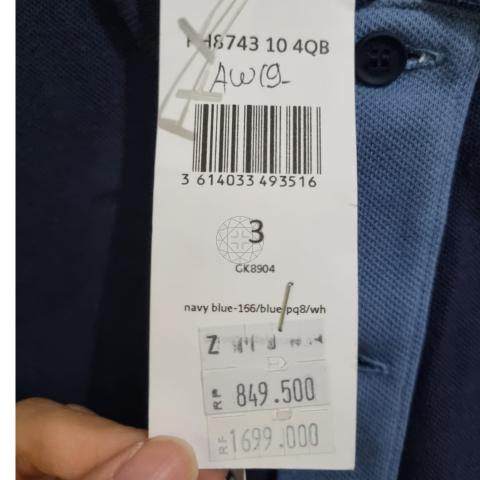 H8743 10 4QB
AW19-
3 614033 493516
3
GK8904
navy blue-166/blue pq8/wh
RP 849.500
RP 1699.000